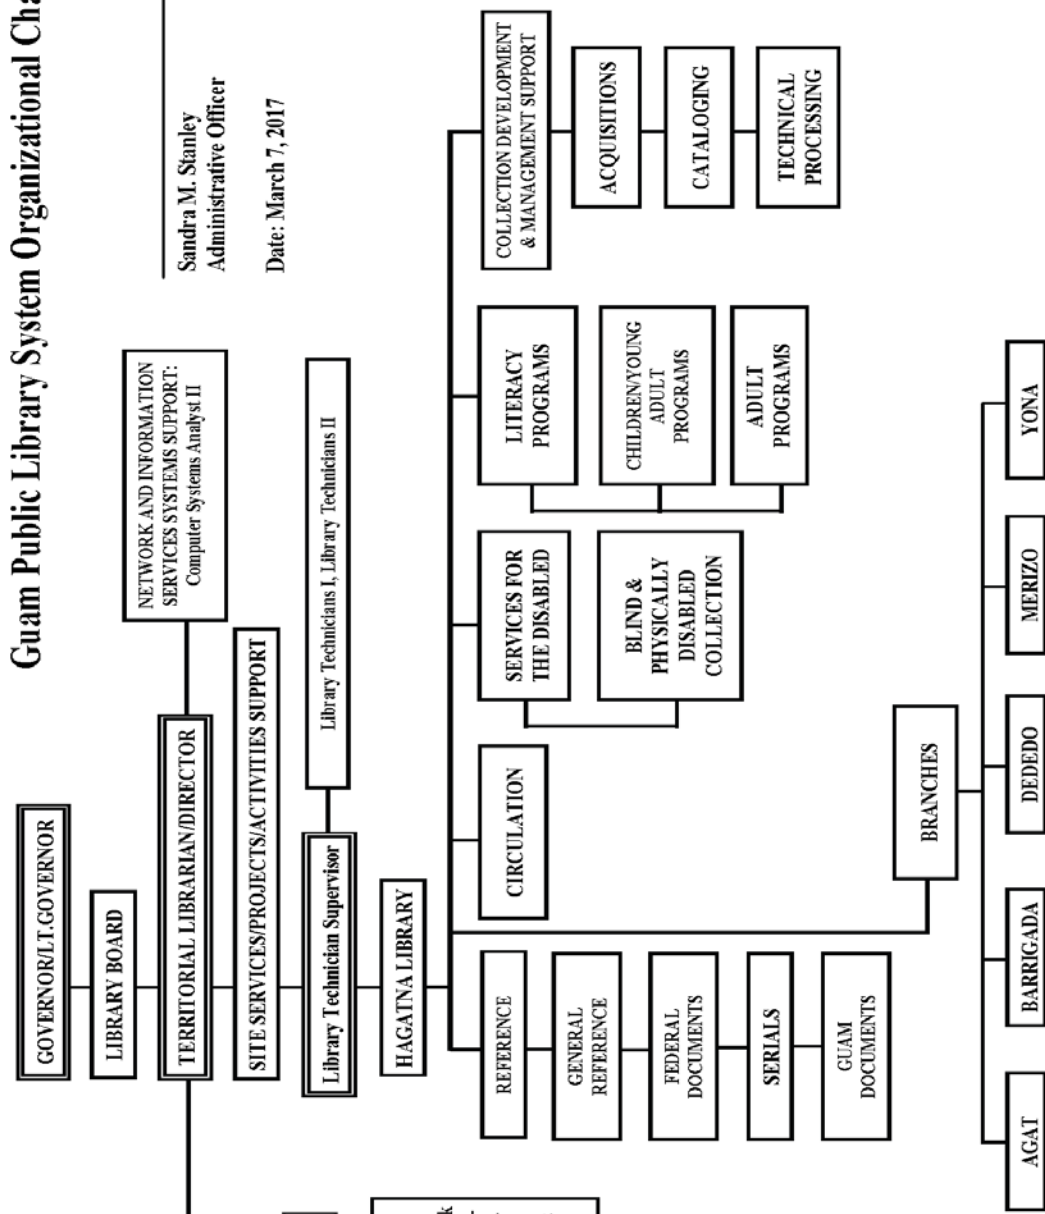 Guam Public Library System Organizational
Sandra M. Stanley
Administrative Officer
Date: March 7, 2017
GOVERNOR/LT.GOVERNOR
LIBRARY BOARD
TERRITORIAL LIBRARIAN/DIRECTOR
NETWORK AND INFORMATION
SERVICES SYSTEMS SUPPORT:
Computer Systems Analyst II
SITE SERVICES/PROJECTS/ACTIVITIES SUPPORT
Library Technician Supervisor
Library Technicians I, Library Technicians II
HAGATNA LIBRARY
REFERENCE
GENERAL
REFERENCE
FEDERAL
DOCUMENTS
SERIALS
GUAM
DOCUMENTS
CIRCULATION
SERVICES FOR
THE DISABLED
BLIND &
PHYSICALLY
DISABLED
COLLECTION
LITERACY
PROGRAMS
CHILDREN/YOUNG
ADULT
PROGRAMS
ADULT
PROGRAMS
COLLECTION DEVELOPMENT
& MANAGEMENT SUPPORT
ACQUISITIONS
CATALOGING
TECHNICAL
PROCESSING
BRANCHES
AGAT
BARRIGADA
DEDEDO
MERIZO
YONA